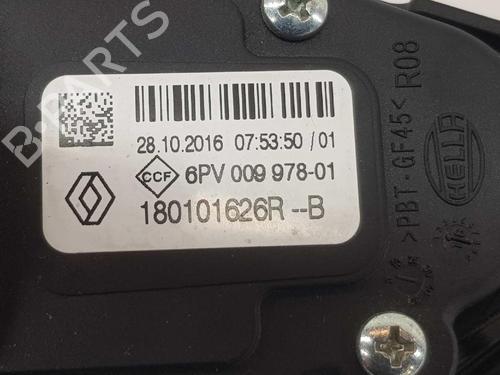 28.10.2016 07:53:50 /01
CCF 6PV 009 978-01
180101626R--B
>PBT-GF45< R08
HELLA
B-PARTS